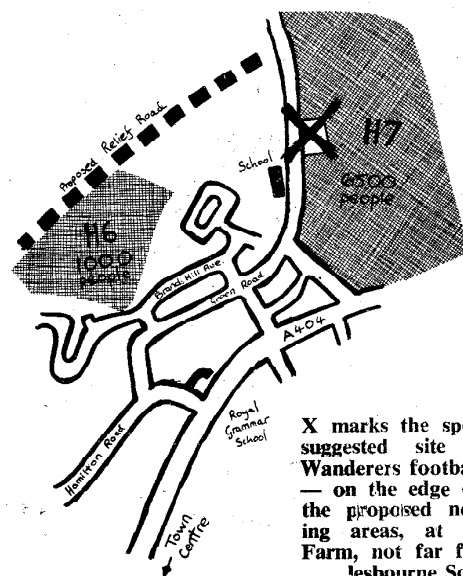 Proposed Relief Road
H7
School
6500
people
H6
1000
people
Brands Hill Ave.
Green Road
A404
Royal
Grammar
School
Hamilton Road
Town
Centre
X marks the sp
suggested site
Wanderers footba
— on the edge
the proposed ne
ing areas, at
Farm, not far f
lesbourne Sc